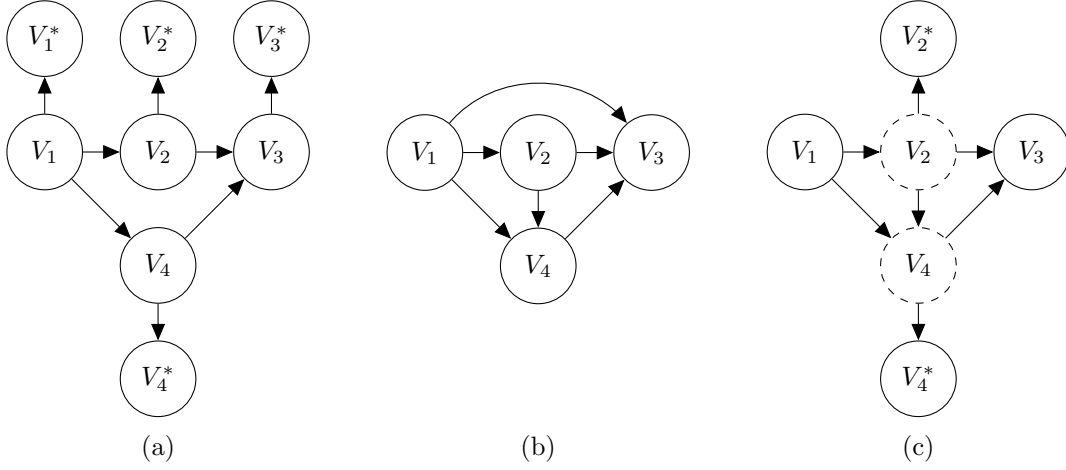 V₁* V₂* V₃* V₂*
V₁ V₂ V₃ V₁ V₂ V₃ V₁ V₂ V₃
V₄ V₄ V₄
V₄* V₄*
(a) (b) (c)